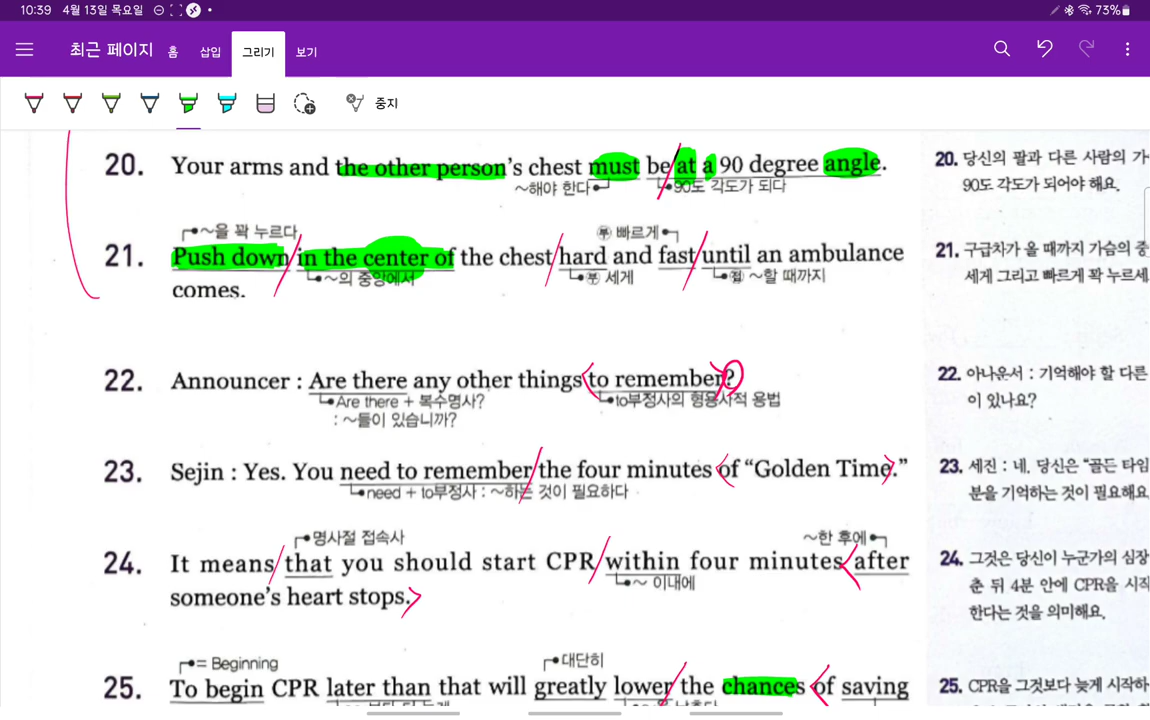 10:39 4월 13일 목요일 73%
최근 페이지 홈 삽입 그리기 보기
중지
20. Your arms and the other person's chest must be at a 90 degree angle.
~해야 한다 90도 각도가 되다
20. 당신의 팔과 다른 사람의 가
90도 각도가 되어야 해요.
~을 꽉 누르다 ㊝ 빠르게
21. Push down in the center of the chest hard and fast until an ambulance
~의 중앙에서 ㊝ 세게 ㉠ ~할 때까지
comes.
21. 구급차가 올 때까지 가슴의 중
세게 그리고 빠르게 꽉 누르세
22. Announcer : Are there any other things to remember?
Are there + 복수명사? to부정사의 형용사적 용법
: ~들이 있습니까?
22. 아나운서 : 기억해야 할 다른
이 있나요?
23. Sejin : Yes. You need to remember the four minutes of “Golden Time.”
need + to부정사 : ~하는 것이 필요하다
23. 세진 : 네. 당신은 “골든 타임
분을 기억하는 것이 필요해요
명사절 접속사 ~한 후에
24. It means that you should start CPR within four minutes after
~ 이내에
someone's heart stops.
24. 그것은 당신이 누군가의 심장
춘 뒤 4분 안에 CPR을 시작
한다는 것을 의미해요.
= Beginning 대단히
25. To begin CPR later than that will greatly lower the chances of saving
25. CPR을 그것보다 늦게 시작하